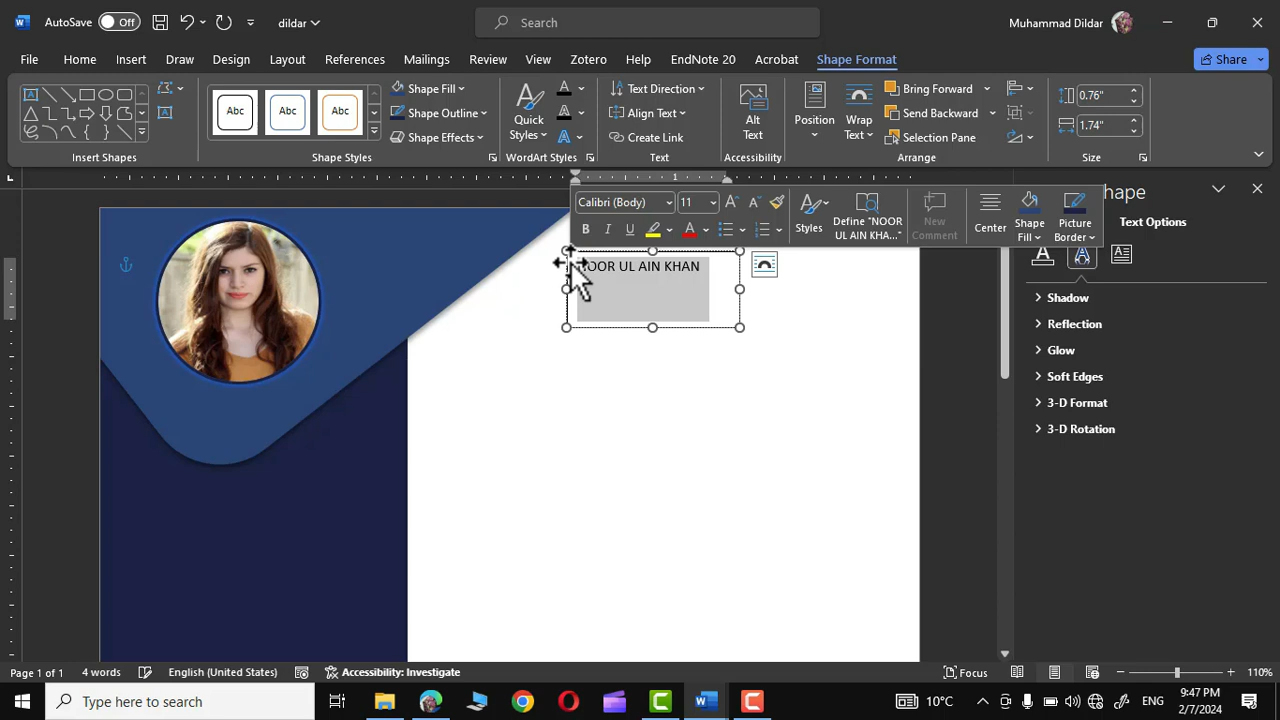 AutoSave Off dildar Search Muhammad Dildar
File Home Insert Draw Design Layout References Mailings Review View Help Zotero EndNote 20 Acrobat Shape Format Share
Insert Shapes
Abc Abc Abc
Shape Fill
Shape Outline
Shape Effects
Shape Styles
Quick
Styles
WordArt Styles
Text Direction
Align Text
Create Link
Text
Alt
Text
Accessibility
Position
Wrap
Text
Bring Forward
Send Backward
Selection Pane
Arrange
0.76"
1.74"
Size
1
Calibri (Body) 11
B I U
Styles
Define "NOOR
UL AIN KHA...
New
Comment
Center
Shape
Fill
Picture
Border
OOR UL AIN KHAN
Text Options
Shadow
Reflection
Glow
Soft Edges
3-D Format
3-D Rotation
Page 1 of 1 4 words English (United States) Accessibility: Investigate Focus 110%
Type here to search 10°C ENG 9:47 PM
2/7/2024